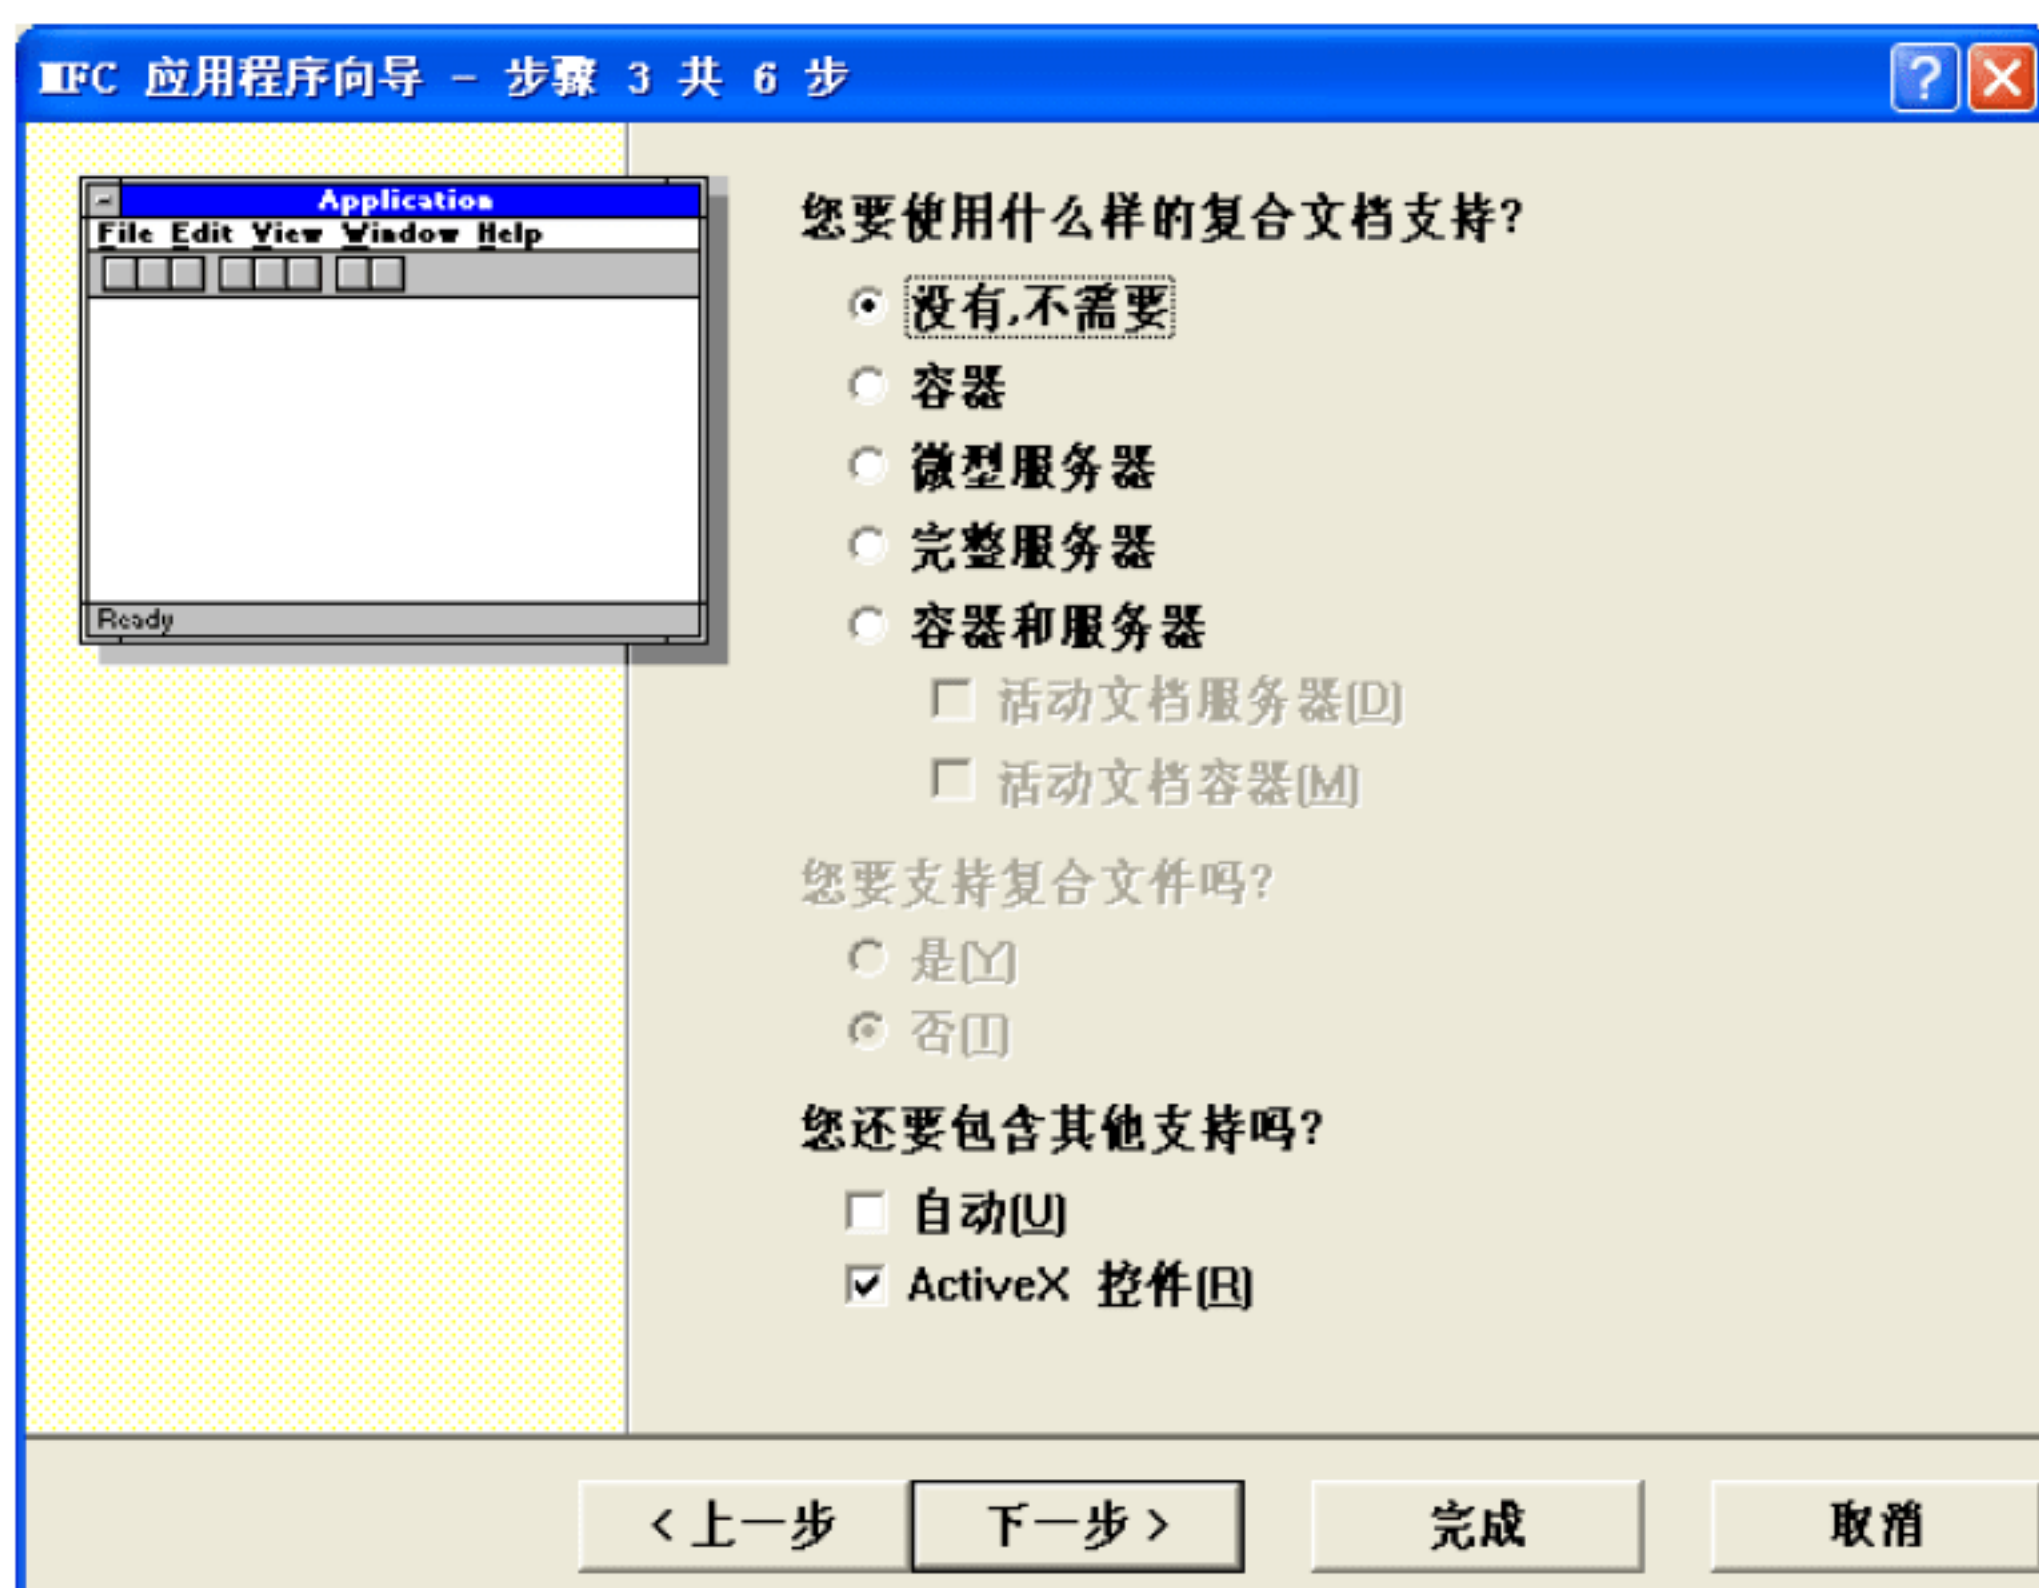 MFC 应用程序向导 - 步骤 3 共 6 步
Application
File Edit View Window Help
Ready
您要使用什么样的复合文档支持?
没有,不需要
容器
微型服务器
完整服务器
容器和服务器
活动文档服务器(D)
活动文档容器(M)
您要支持复合文件吗?
是(Y)
否(T)
您还要包含其他支持吗?
自动(U)
ActiveX 控件(R)
<上一步 下一步> 完成 取消